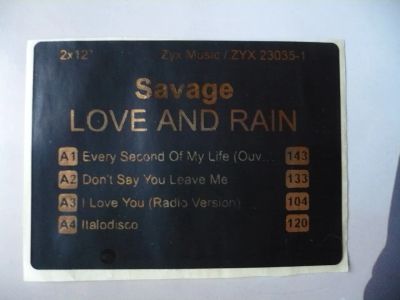 2x12" Zyx Music / ZYX 23035-1
Savage
LOVE AND RAIN
A1 Every Second Of My Life (Ouv... 143
A2 Don't Say You Leave Me 133
A3 I Love You (Radio Version) 104
A4 Italodisco 120